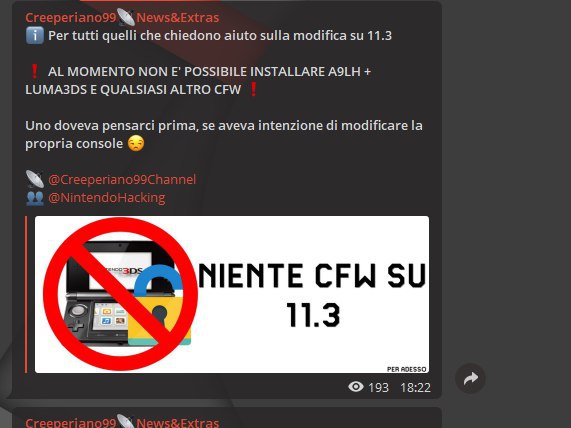 Creeperiano99📡News&Extras
ℹ️ Per tutti quelli che chiedono aiuto sulla modifica su 11.3
❗ AL MOMENTO NON E' POSSIBILE INSTALLARE A9LH +
LUMA3DS E QUALSIASI ALTRO CFW ❗
Uno doveva pensarci prima, se aveva intenzione di modificare la
propria console 😒
📡 @Creeperiano99Channel
👥 @NintendoHacking
NIENTE CFW SU
11.3
PER ADESSO
193 18:22
Creeperiano99📡News&Extras